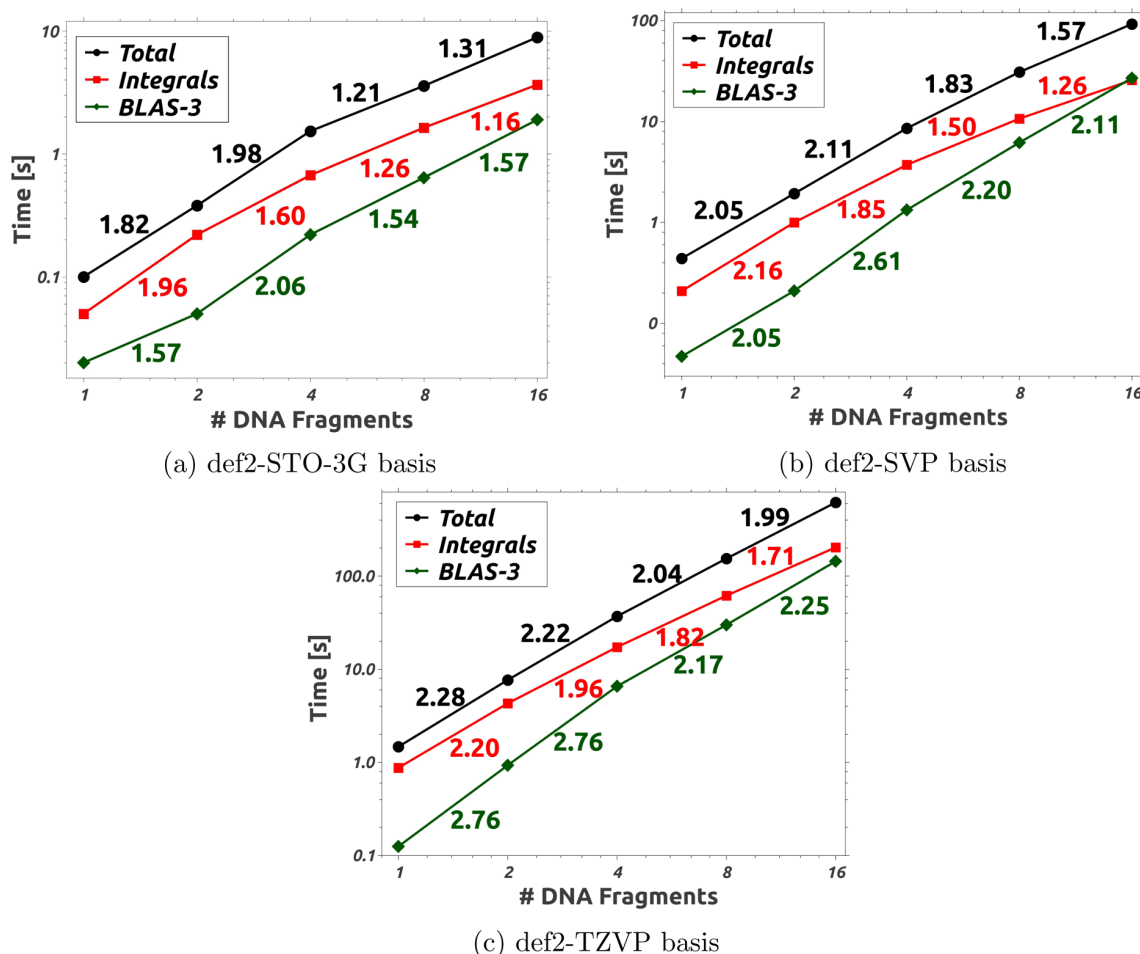 10
1
0.1
Time [s]
Total
Integrals
BLAS-3
1.82
1.98
1.21
1.31
1.96
1.60
1.26
1.16
1.57
2.06
1.54
1.57
1 2 4 8 16
# DNA Fragments
(a) def2-STO-3G basis
100
10
1
0
Time [s]
Total
Integrals
BLAS-3
2.05
2.11
1.83
1.57
2.16
1.85
1.50
1.26
2.05
2.61
2.20
2.11
1 2 4 8 16
# DNA Fragments
(b) def2-SVP basis
100.0
10.0
1.0
0.1
Time [s]
Total
Integrals
BLAS-3
2.28
2.22
2.04
1.99
2.20
1.96
1.82
1.71
2.76
2.76
2.17
2.25
1 2 4 8 16
# DNA Fragments
(c) def2-TZVP basis